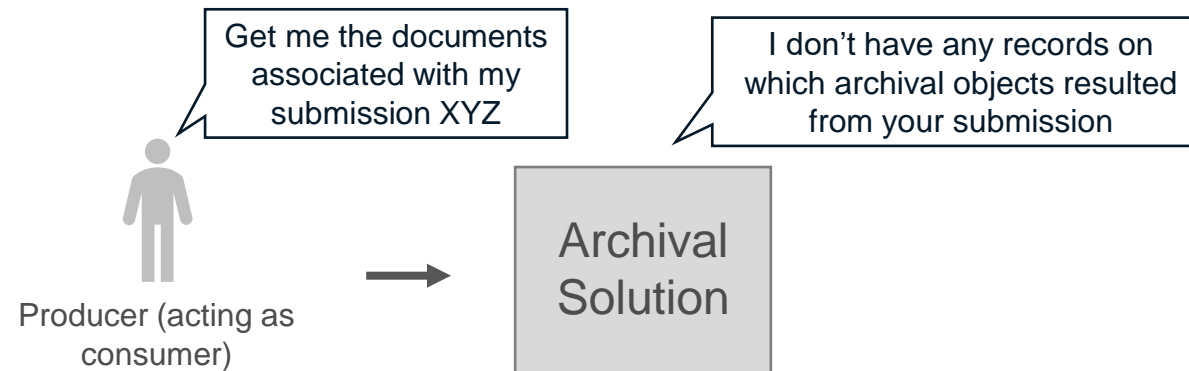 Get me the documents
associated with my
submission XYZ
I don’t have any records on
which archival objects resulted
from your submission
Archival
Solution
Producer (acting as
consumer)